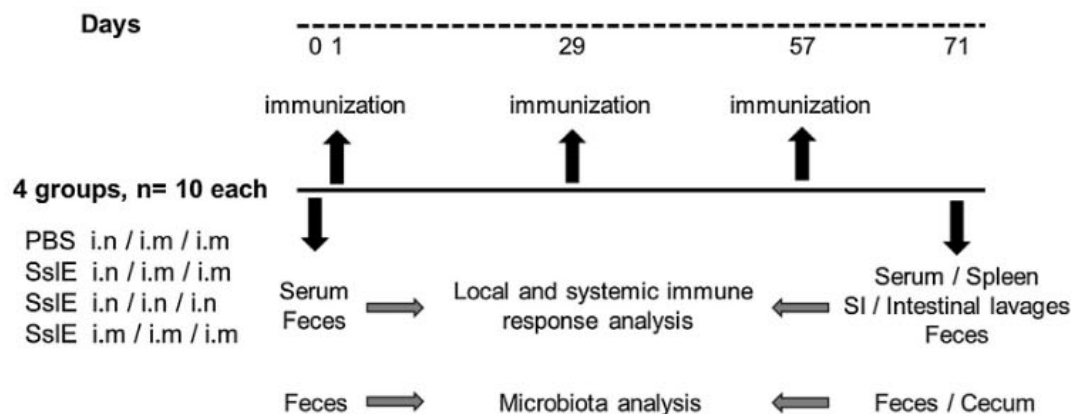 Days
0 1 29 57 71
immunization immunization immunization
4 groups, n= 10 each
PBS i.n / i.m / i.m
SslE i.n / i.m / i.m
SslE i.n / i.n / i.n
SslE i.m / i.m / i.m
Serum
Feces
Local and systemic immune
response analysis
Serum / Spleen
SI / Intestinal lavages
Feces
Feces Microbiota analysis Feces / Cecum